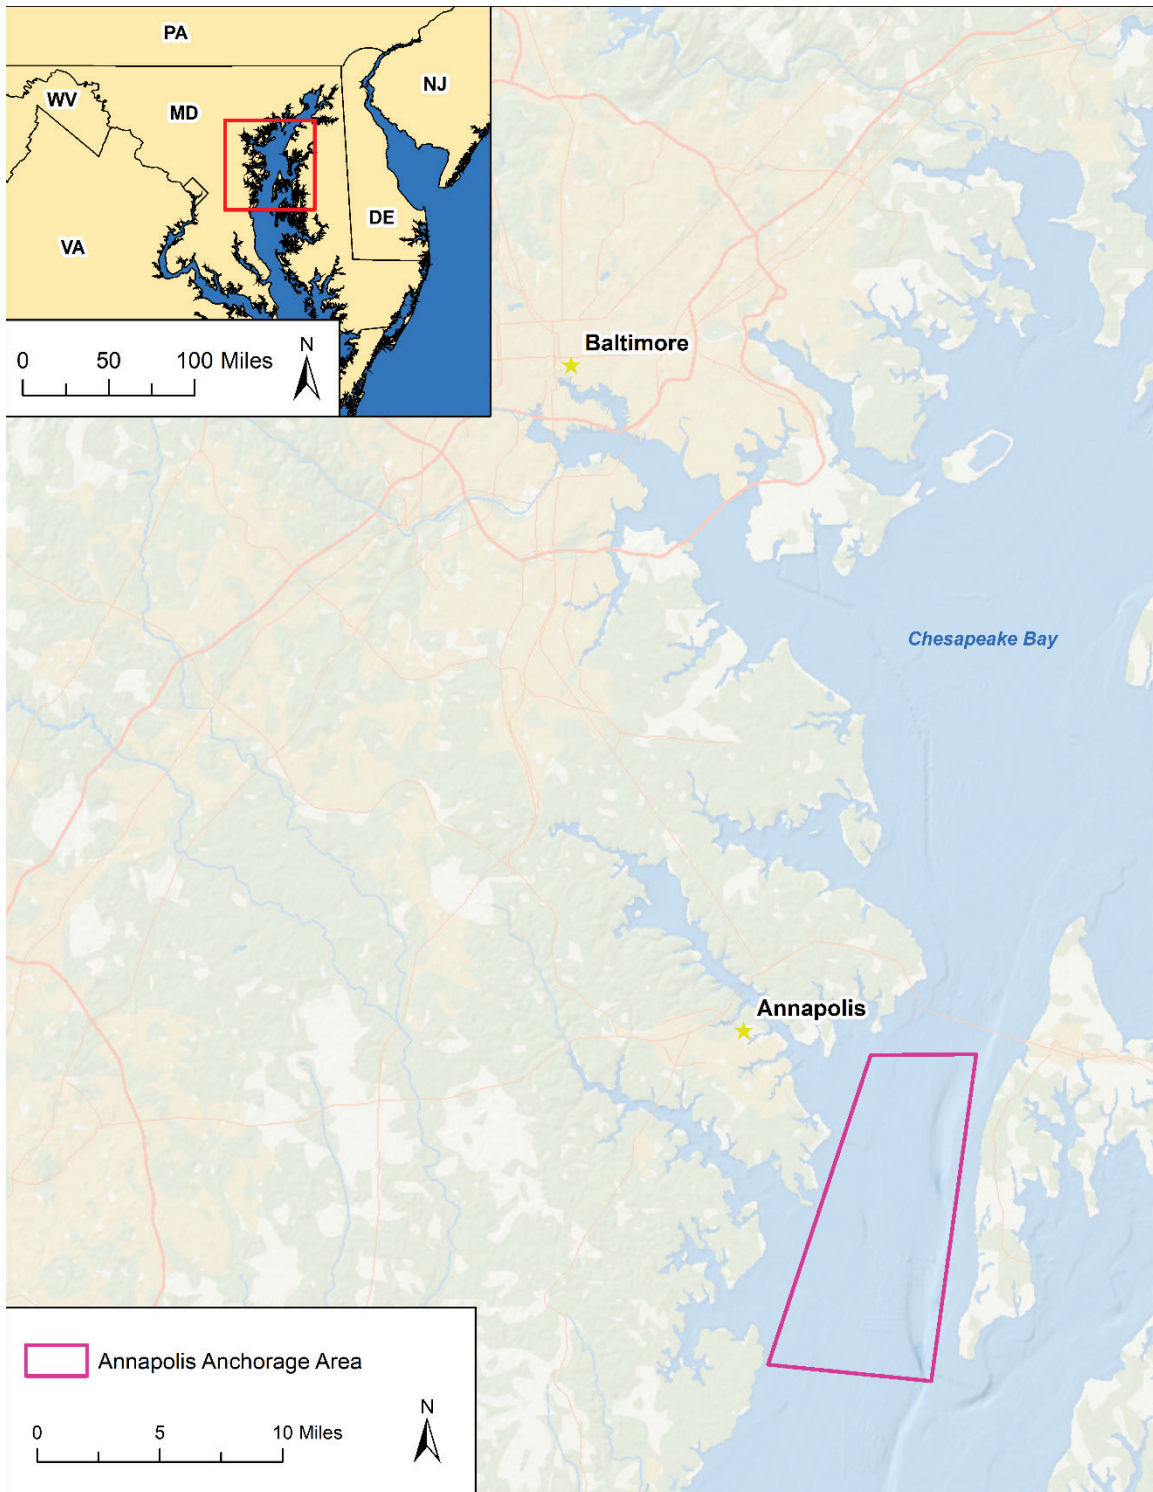 PA
NJ
WV
MD
DE
VA
N
0 50 100 Miles
Baltimore
Chesapeake Bay
Annapolis
Annapolis Anchorage Area
N
0 5 10 Miles